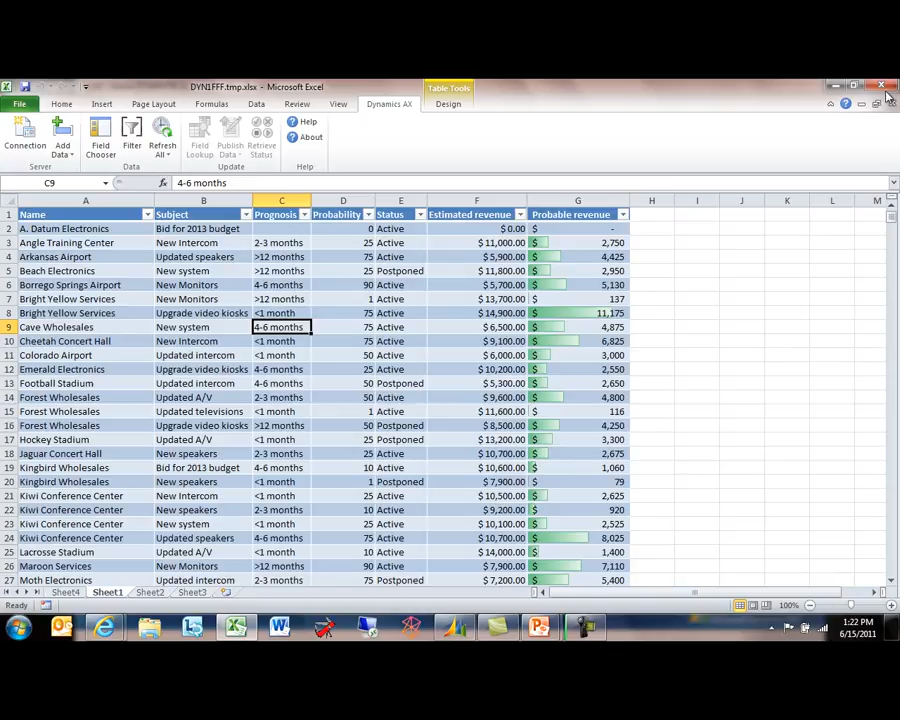 DYN1FFF.tmp.xlsx - Microsoft Excel
Table Tools
File Home Insert Page Layout Formulas Data Review View Dynamics AX Design
Connection Add Data Field Chooser Filter Refresh All Field Lookup Publish Data Retrieve Status Help About
Server Data Update Help
C9 fx 4-6 months
A B C D E F G H I J K L M
1 Name Subject Prognosis Probability Status Estimated revenue Probable revenue
2 A. Datum Electronics Bid for 2013 budget 0 Active $ 0.00 $ -
3 Angle Training Center New Intercom 2-3 months 25 Active $ 11,000.00 $ 2,750
4 Arkansas Airport Updated speakers >12 months 75 Active $ 5,900.00 $ 4,425
5 Beach Electronics New system >12 months 25 Postponed $ 11,800.00 $ 2,950
6 Borrego Springs Airport New Monitors 4-6 months 90 Active $ 5,700.00 $ 5,130
7 Bright Yellow Services New Monitors >12 months 1 Active $ 13,700.00 $ 137
8 Bright Yellow Services Upgrade video kiosks <1 month 75 Active $ 14,900.00 $ 11,175
9 Cave Wholesales New system 4-6 months 75 Active $ 6,500.00 $ 4,875
10 Cheetah Concert Hall New Intercom <1 month 75 Active $ 9,100.00 $ 6,825
11 Colorado Airport Updated intercom <1 month 50 Active $ 6,000.00 $ 3,000
12 Emerald Electronics Upgrade video kiosks 4-6 months 25 Active $ 10,200.00 $ 2,550
13 Football Stadium Updated intercom 4-6 months 50 Postponed $ 5,300.00 $ 2,650
14 Forest Wholesales Updated A/V 2-3 months 50 Active $ 9,600.00 $ 4,800
15 Forest Wholesales Updated televisions <1 month 1 Active $ 11,600.00 $ 116
16 Forest Wholesales Upgrade video kiosks >12 months 50 Postponed $ 8,500.00 $ 4,250
17 Hockey Stadium Updated A/V <1 month 25 Postponed $ 13,200.00 $ 3,300
18 Jaguar Concert Hall New speakers 2-3 months 25 Active $ 10,700.00 $ 2,675
19 Kingbird Wholesales Bid for 2013 budget 4-6 months 10 Active $ 10,600.00 $ 1,060
20 Kingbird Wholesales New speakers <1 month 1 Postponed $ 7,900.00 $ 79
21 Kiwi Conference Center New Intercom <1 month 25 Active $ 10,500.00 $ 2,625
22 Kiwi Conference Center New speakers 2-3 months 10 Active $ 9,200.00 $ 920
23 Kiwi Conference Center New system <1 month 25 Active $ 10,100.00 $ 2,525
24 Kiwi Conference Center Updated speakers 4-6 months 75 Active $ 10,700.00 $ 8,025
25 Lacrosse Stadium Updated A/V <1 month 10 Active $ 14,000.00 $ 1,400
26 Maroon Services New Monitors >12 months 90 Active $ 7,900.00 $ 7,110
27 Moth Electronics Updated intercom 2-3 months 75 Postponed $ 7,200.00 $ 5,400
Sheet4 Sheet1 Sheet2 Sheet3
Ready 100%
1:22 PM
6/15/2011